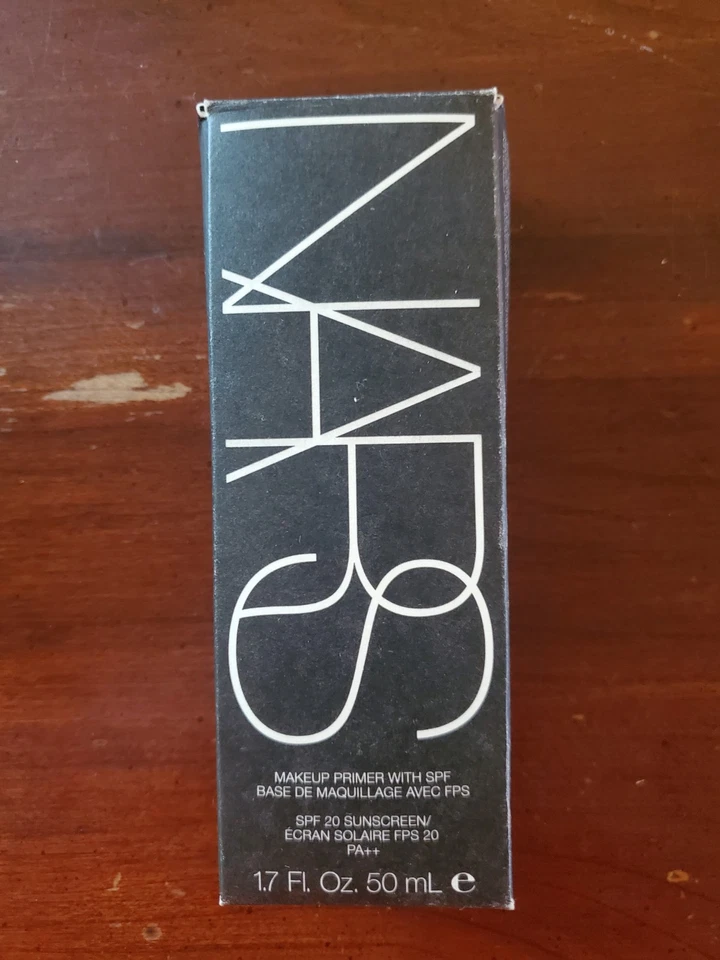 NARS
MAKEUP PRIMER WITH SPF
BASE DE MAQUILLAGE AVEC FPS
SPF 20 SUNSCREEN/
ÉCRAN SOLAIRE FPS 20
PA++
1.7 Fl. Oz. 50 mL ℮